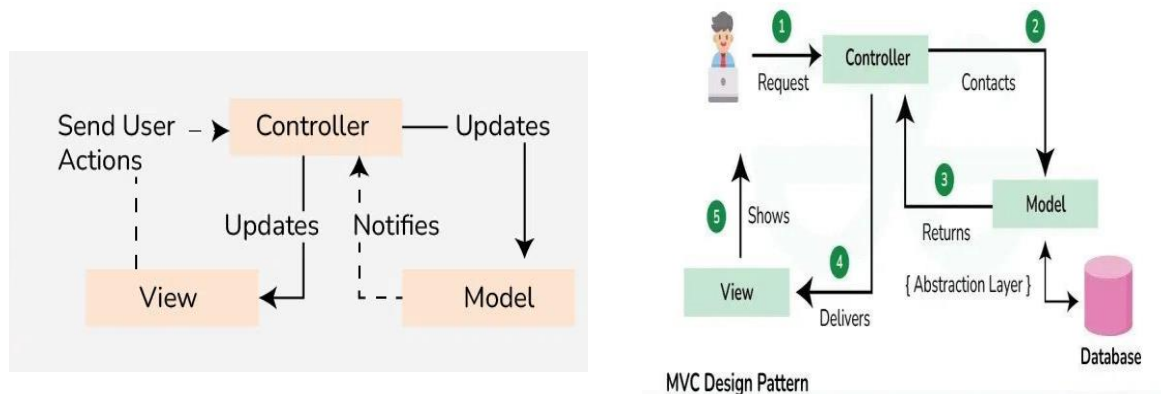 Send User
Actions
Controller
Updates
Updates
Notifies
View
Model
1
Request
Controller
2
Contacts
3
Returns
Model
5
Shows
4
Delivers
View
{ Abstraction Layer }
Database
MVC Design Pattern